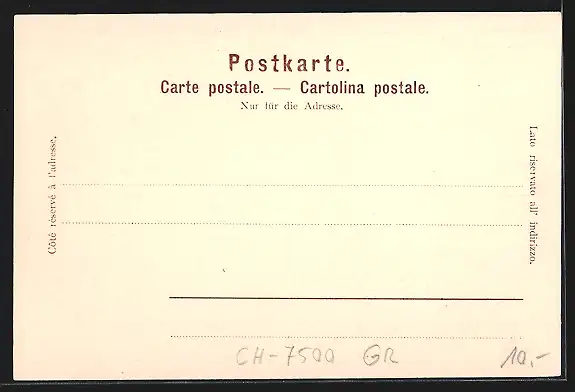 Postkarte.
Carte postale. — Cartolina postale.
Nur für die Adresse.
Côté réservé à l'adresse.
Lato riservato all' indirizzo.
CH-7500 GR
10,-